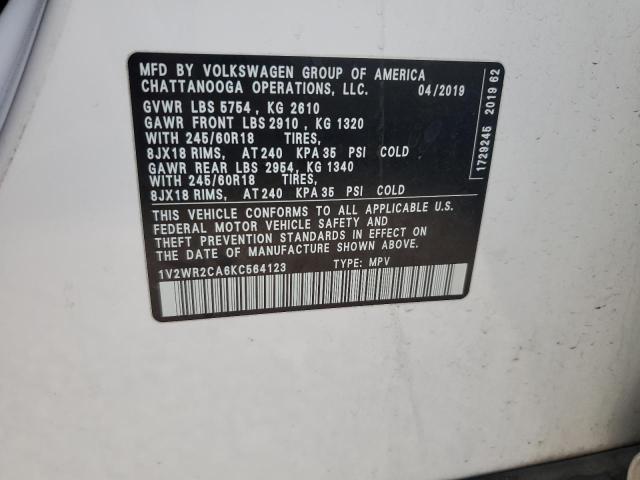 MFD BY VOLKSWAGEN GROUP OF AMERICA
CHATTANOOGA OPERATIONS, LLC. 04/2019
GVWR LBS 5754 , KG 2610
GAWR FRONT LBS 2910 , KG 1320
WITH 245/60R18 TIRES,
8JX18 RIMS, AT 240 KPA 35 PSI COLD
GAWR REAR LBS 2954, KG 1340
WITH 245/60R18 TIRES,
8JX18 RIMS, AT 240 KPA 35 PSI COLD
THIS VEHICLE CONFORMS TO ALL APPLICABLE U.S.
FEDERAL MOTOR VEHICLE SAFETY AND
THEFT PREVENTION STANDARDS IN EFFECT ON
THE DATE OF MANUFACTURE SHOWN ABOVE.
1V2WR2CA6KC564123 TYPE: MPV
1729245 2019 62